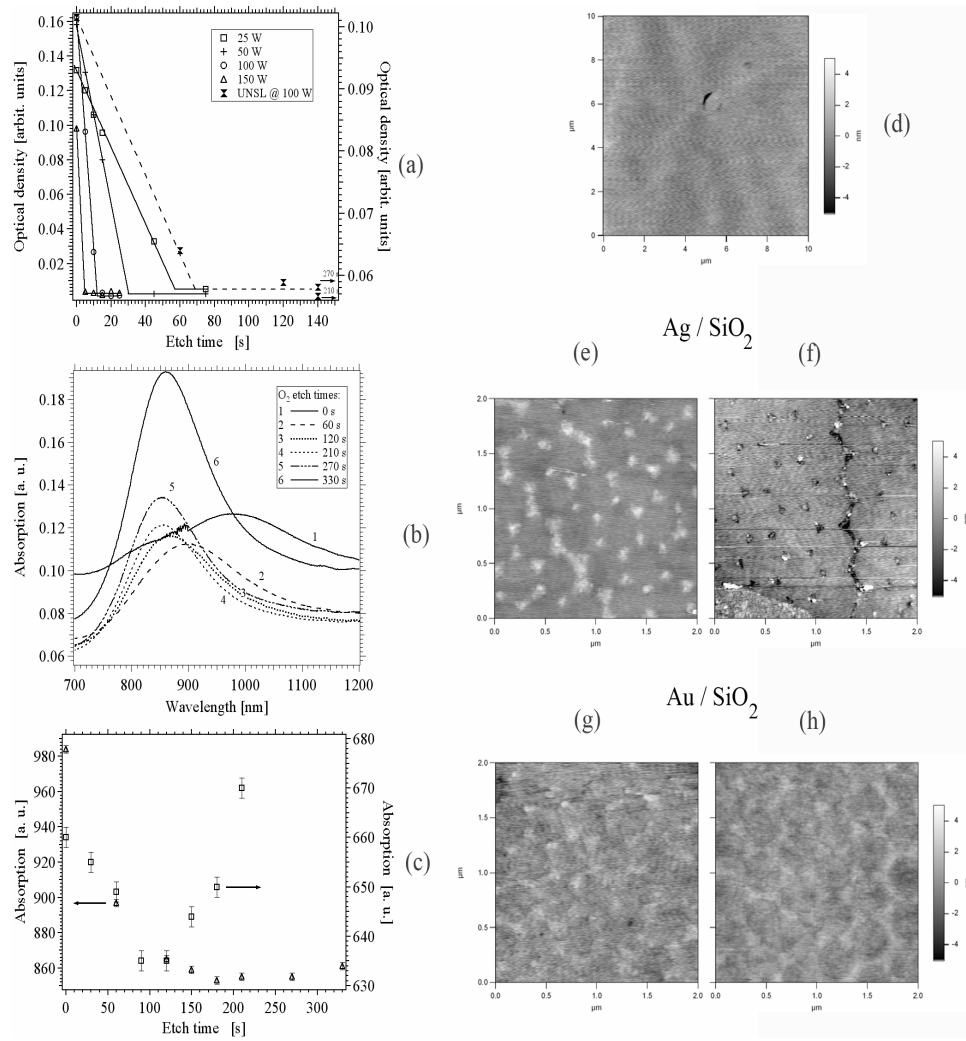 0.16
0.14
0.12
0.10
0.08
0.06
0.04
0.02
Optical density [arbit. units]
25 W
50 W
100 W
150 W
UNSL @ 100 W
0.10
0.09
0.08
0.07
0.06
Optical density [arbit. units]
270
210
0 20 40 60 80 100 120 140
Etch time [s]
(a)
10
8
6
4
2
0
µm
0 2 4 6 8 10
µm
4
2
0
-2
-4
nm
(d)
Ag / SiO2
(e) (f)
0.18
0.16
0.14
0.12
0.10
0.08
0.06
Absorption [a. u.]
O2 etch times:
1 0 s
2 60 s
3 120 s
4 210 s
5 270 s
6 330 s
6
5
1
2
4
700 800 900 1000 1100 1200
Wavelength [nm]
(b)
2.0
1.5
1.0
0.5
0.0
µm
0.0 0.5 1.0 1.5 2.0
µm
0.0 0.5 1.0 1.5 2.0
µm
4
2
0
-2
-4
Au / SiO2
(g) (h)
980
960
940
920
900
880
860
Absorption [a. u.]
680
670
660
650
640
630
Absorption [a. u.]
0 50 100 150 200 250 300
Etch time [s]
(c)
2.0
1.5
1.0
0.5
0.0
µm
0.0 0.5 1.0 1.5 2.0
µm
0.0 0.5 1.0 1.5 2.0
µm
4
2
0
-2
-4